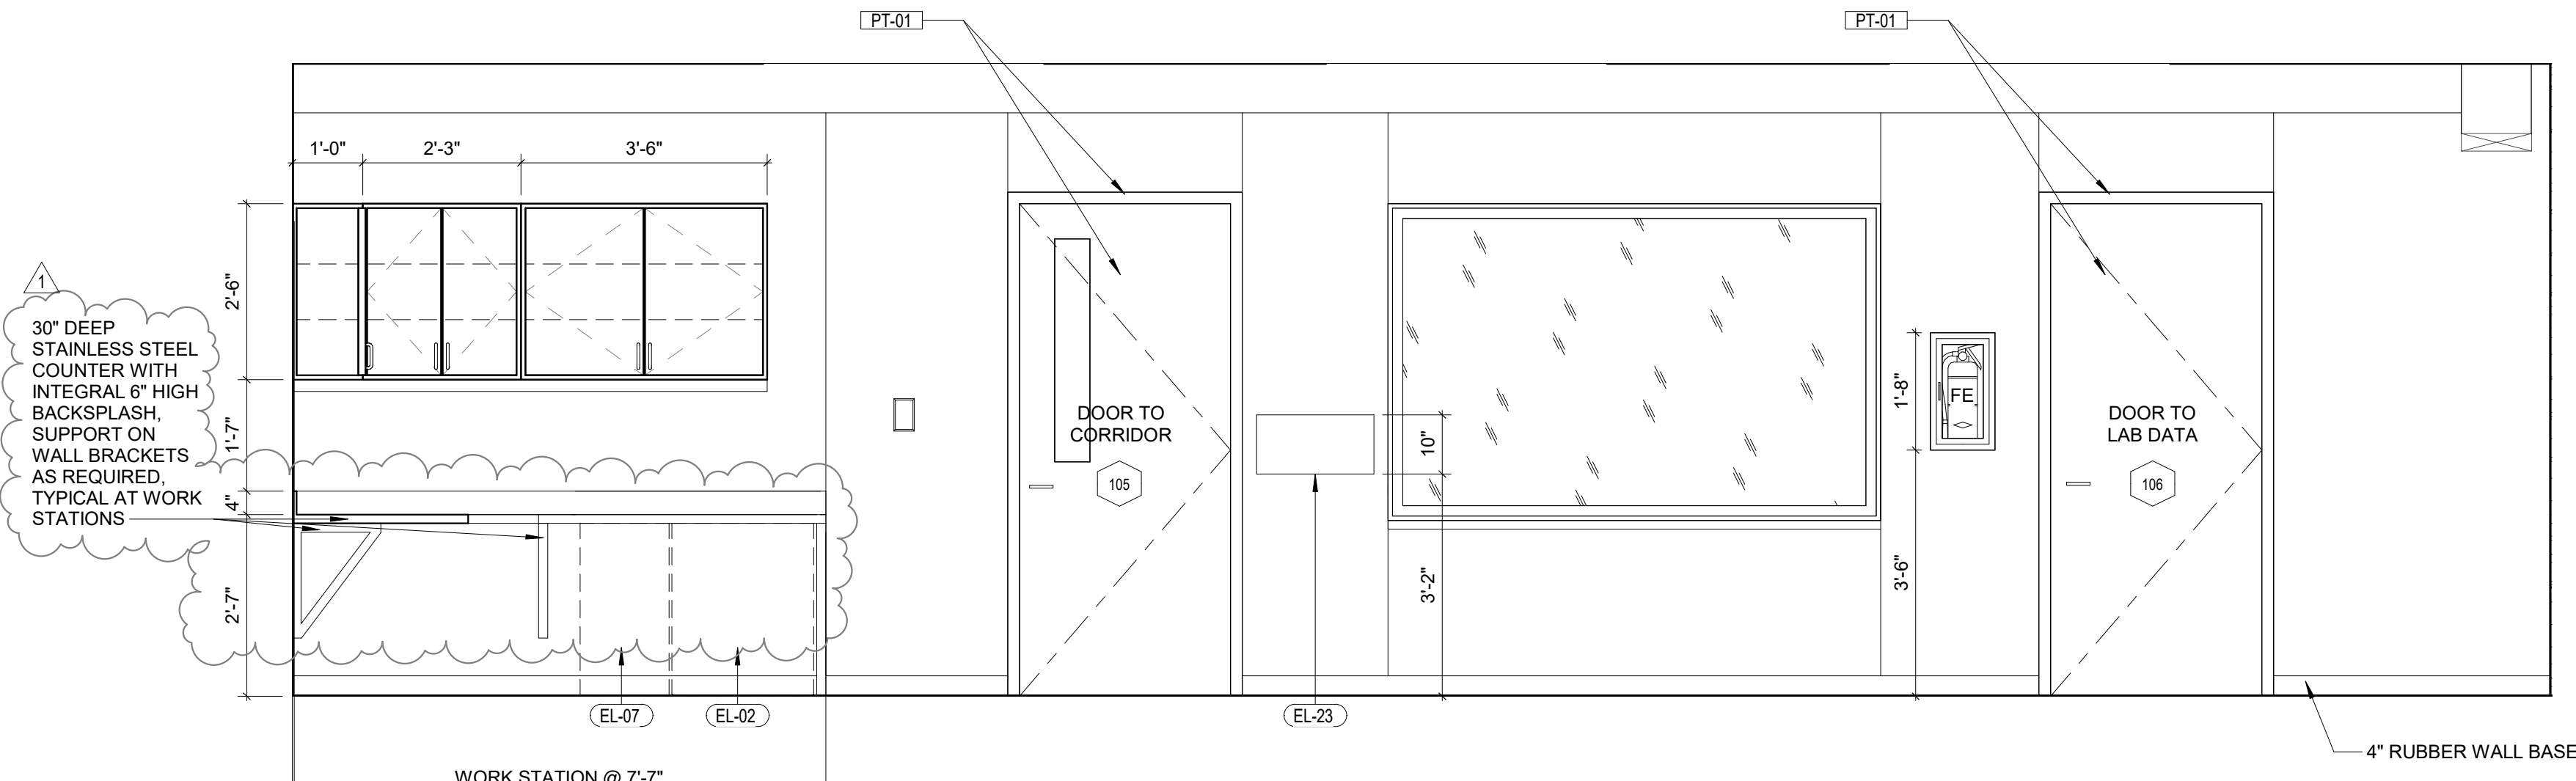 PT-01
PT-01
1'-0"
2'-3"
3'-6"
1
30" DEEP
STAINLESS STEEL
COUNTER WITH
INTEGRAL 6" HIGH
BACKSPLASH,
SUPPORT ON
WALL BRACKETS
AS REQUIRED,
TYPICAL AT WORK
STATIONS
2'-6"
1'-7"
4"
2'-7"
DOOR TO
CORRIDOR
105
10"
3'-2"
1'-8"
FE
3'-6"
DOOR TO
LAB DATA
106
EL-07
EL-02
EL-23
4" RUBBER WALL BASE
WORK STATION @ 7'-7"